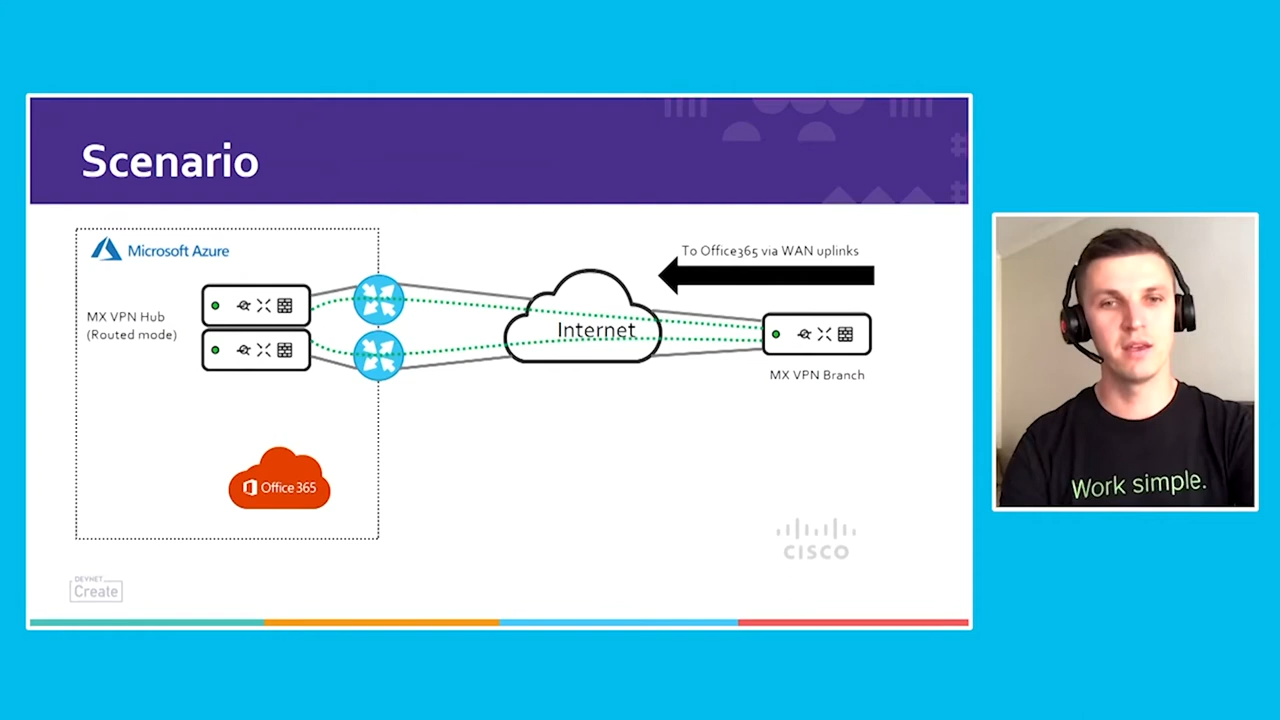 Scenario
Microsoft Azure
To Office365 via WAN uplinks
MX VPN Hub
(Routed mode)
Internet
MX VPN Branch
Office 365
CISCO
DEVNET
Create
Work simple.